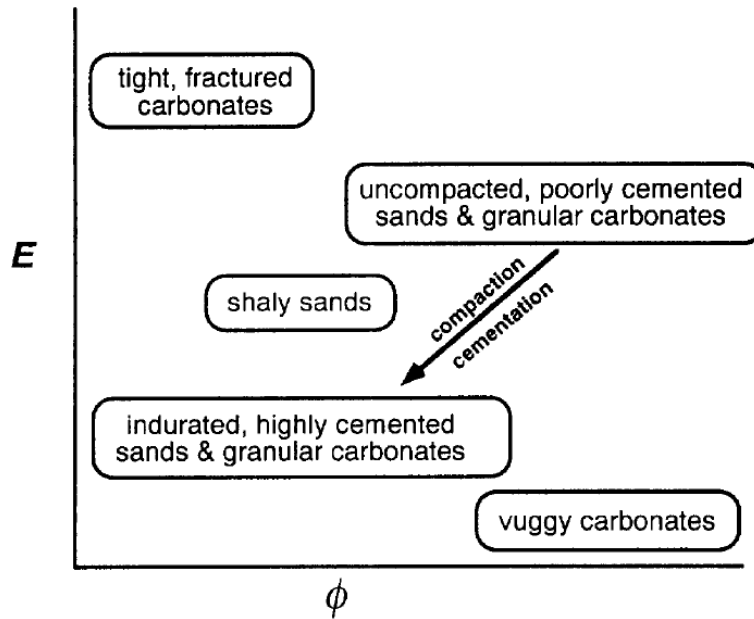 tight, fractured
carbonates
uncompacted, poorly cemented
sands & granular carbonates
E
shaly sands
compaction
cementation
indurated, highly cemented
sands & granular carbonates
vuggy carbonates
ϕ